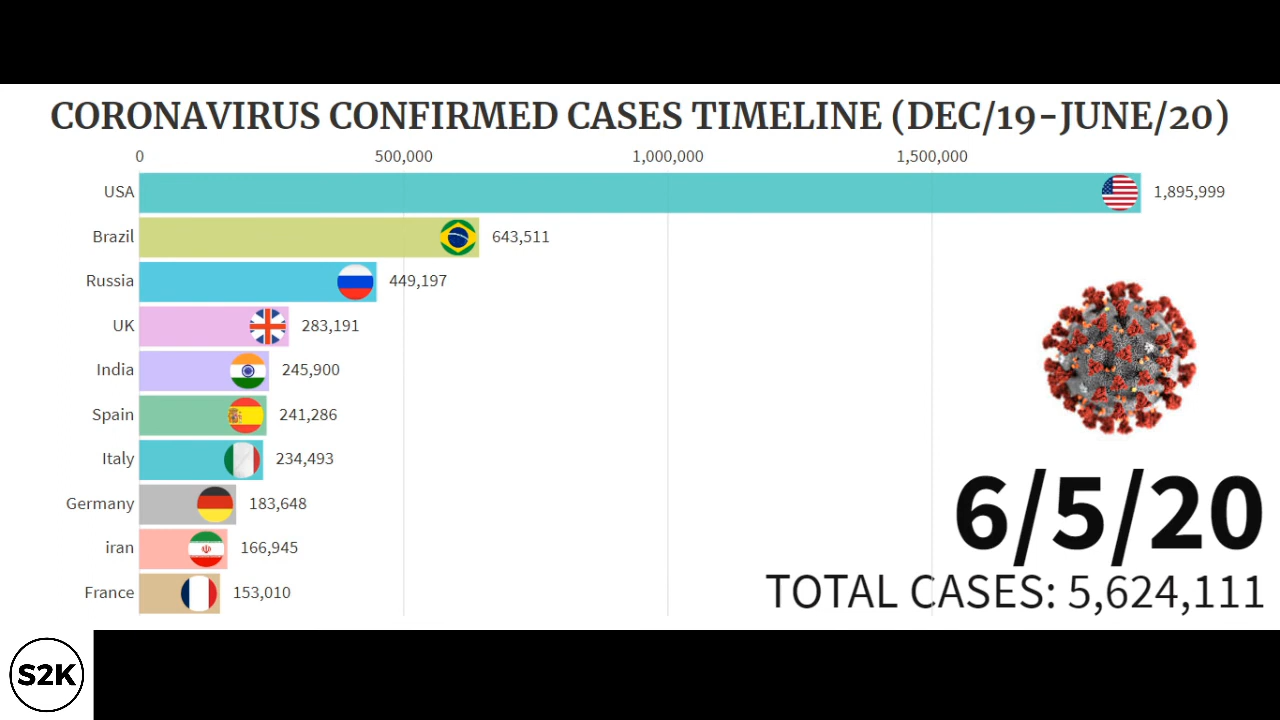 CORONAVIRUS CONFIRMED CASES TIMELINE (DEC/19-JUNE/20)
0 500,000 1,000,000 1,500,000
USA 1,895,999
Brazil 643,511
Russia 449,197
UK 283,191
India 245,900
Spain 241,286
Italy 234,493
Germany 183,648
iran 166,945
France 153,010
6/5/20
TOTAL CASES: 5,624,111
S2K